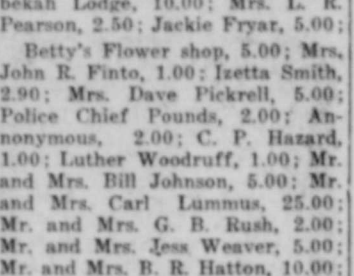 bekah Lodge, 10.00; Mrs. L. R.
Pearson, 2.50; Jackie Fryar, 5.00;
Betty's Flower shop, 5.00; Mrs.
John R. Finto, 1.00; Izetta Smith,
2.90; Mrs. Dave Pickrell, 5.00;
Police Chief Pounds, 2.00; An-
nonymous, 2.00; C. P. Hazard,
1.00; Luther Woodruff, 1.00; Mr.
and Mrs. Bill Johnson, 5.00; Mr.
and Mrs. Carl Lummus, 25.00;
Mr. and Mrs. G. B. Rush, 2.00;
Mr. and Mrs. Jess Weaver, 5.00;
Mr. and Mrs. B. R. Hatton, 10.00;